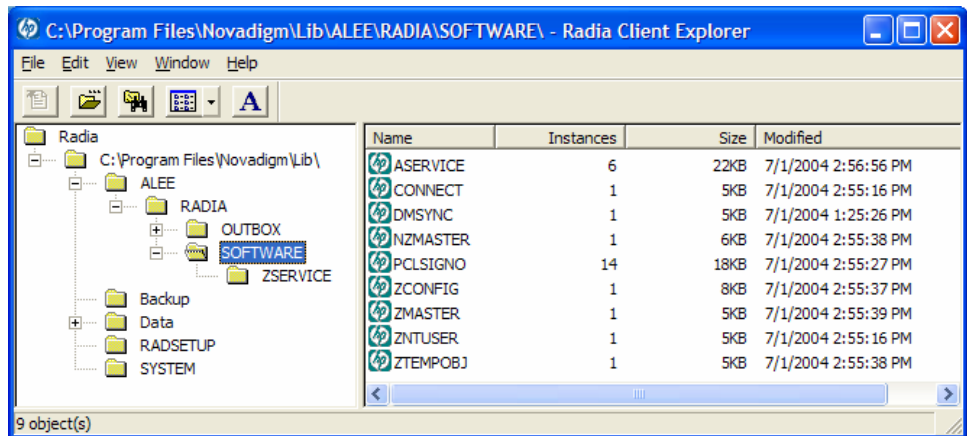 C:\Program Files\Novadigm\Lib\ALEE\RADIA\SOFTWARE\ - Radia Client Explorer
File Edit View Window Help
A
Radia
C:\Program Files\Novadigm\Lib\
ALEE
RADIA
OUTBOX
SOFTWARE
ZSERVICE
Backup
Data
RADSETUP
SYSTEM
Name Instances Size Modified
ASERVICE 6 22KB 7/1/2004 2:56:56 PM
CONNECT 1 5KB 7/1/2004 2:55:16 PM
DMSYNC 1 5KB 7/1/2004 1:25:26 PM
NZMASTER 1 6KB 7/1/2004 2:55:38 PM
PCLSIGNO 14 18KB 7/1/2004 2:55:27 PM
ZCONFIG 1 8KB 7/1/2004 2:55:37 PM
ZMASTER 1 5KB 7/1/2004 2:55:39 PM
ZNTUSER 1 5KB 7/1/2004 2:55:16 PM
ZTEMPOBJ 1 5KB 7/1/2004 2:55:38 PM
9 object(s)